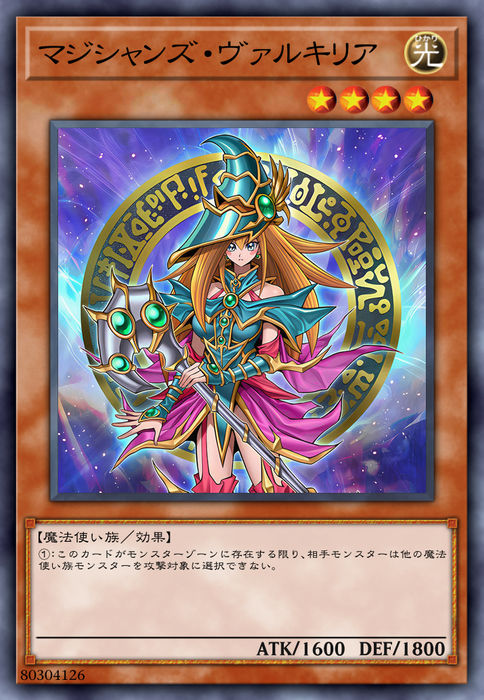 マジシャンズ・ヴァルキリア
ひかり
光
【魔法使い族／効果】
①：このカードがモンスターゾーンに存在する限り、相手モンスターは他の魔法
使い族モンスターを攻撃対象に選択できない。
ATK/1600 DEF/1800
80304126